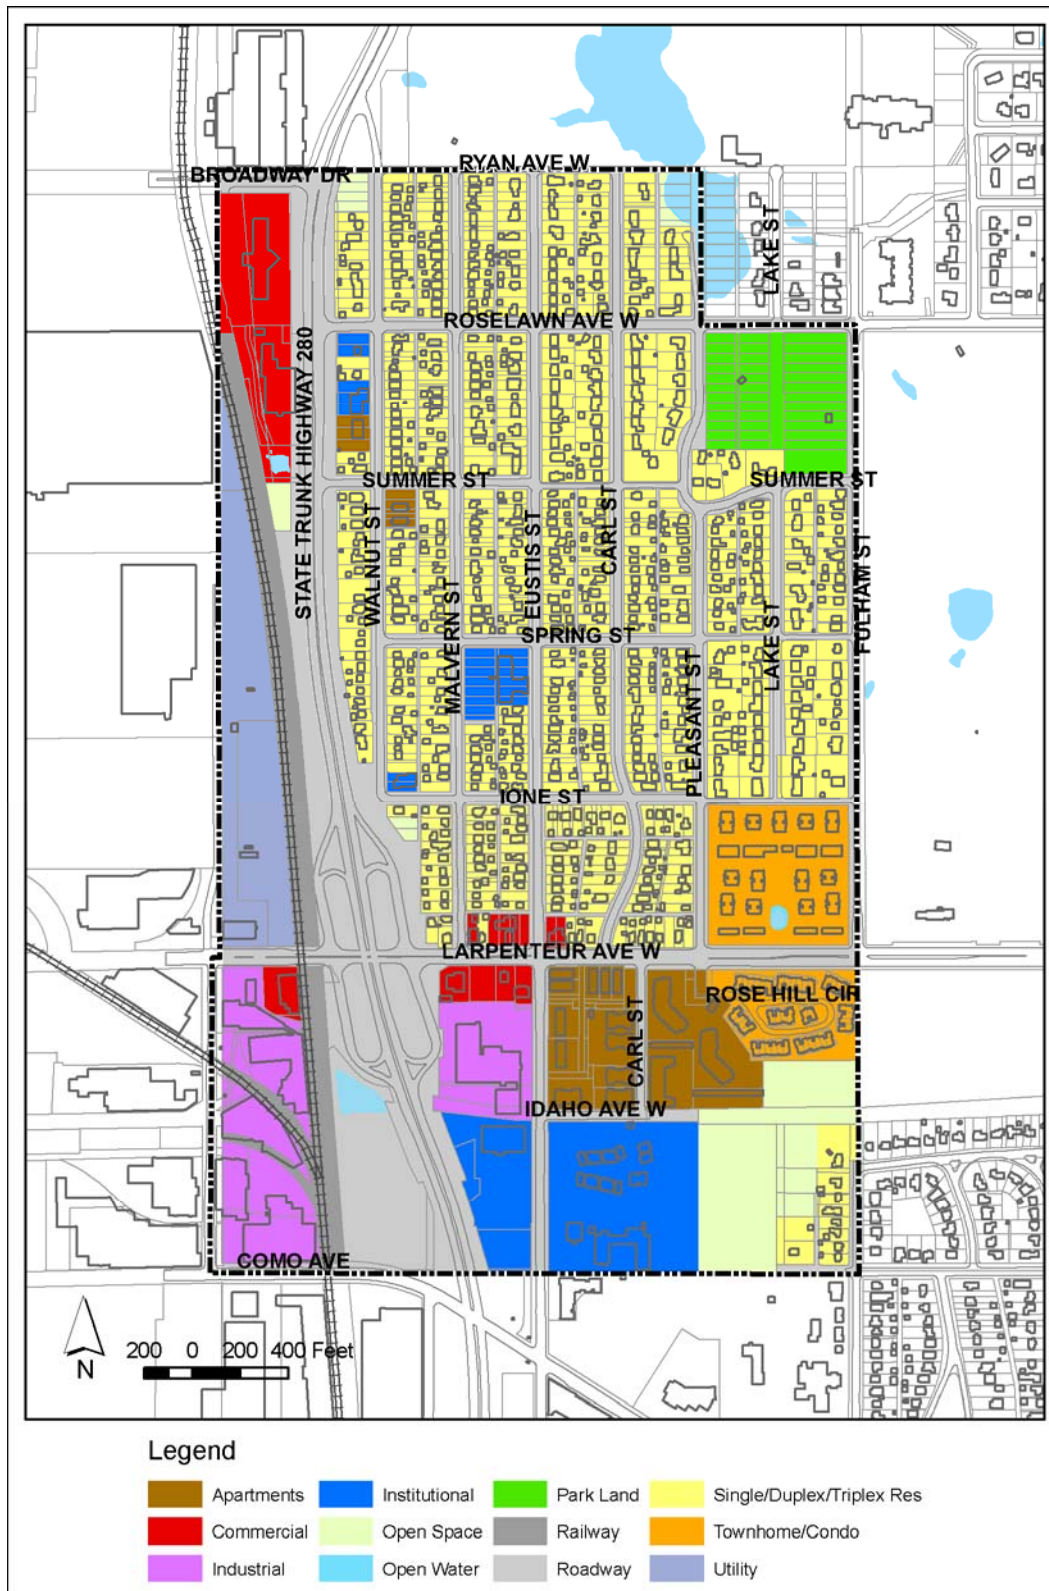 RYAN AVE W
BROADWAY DR
LAKE ST
ROSELAWN AVE W
STATE TRUNK HIGHWAY 280
SUMMER ST
SUMMER ST
WALNUT ST
EUSTIS ST
CARL ST
FULHAM ST
MALVERN ST
SPRING ST
LAKE ST
PLEASANT ST
IONE ST
LARPENTEUR AVE W
ROSE HILL CIR
CARL ST
IDAHO AVE W
COMO AVE
200 0 200 400 Feet
N
Legend
Apartments Institutional Park Land Single/Duplex/Triplex Res
Commercial Open Space Railway Townhome/Condo
Industrial Open Water Roadway Utility